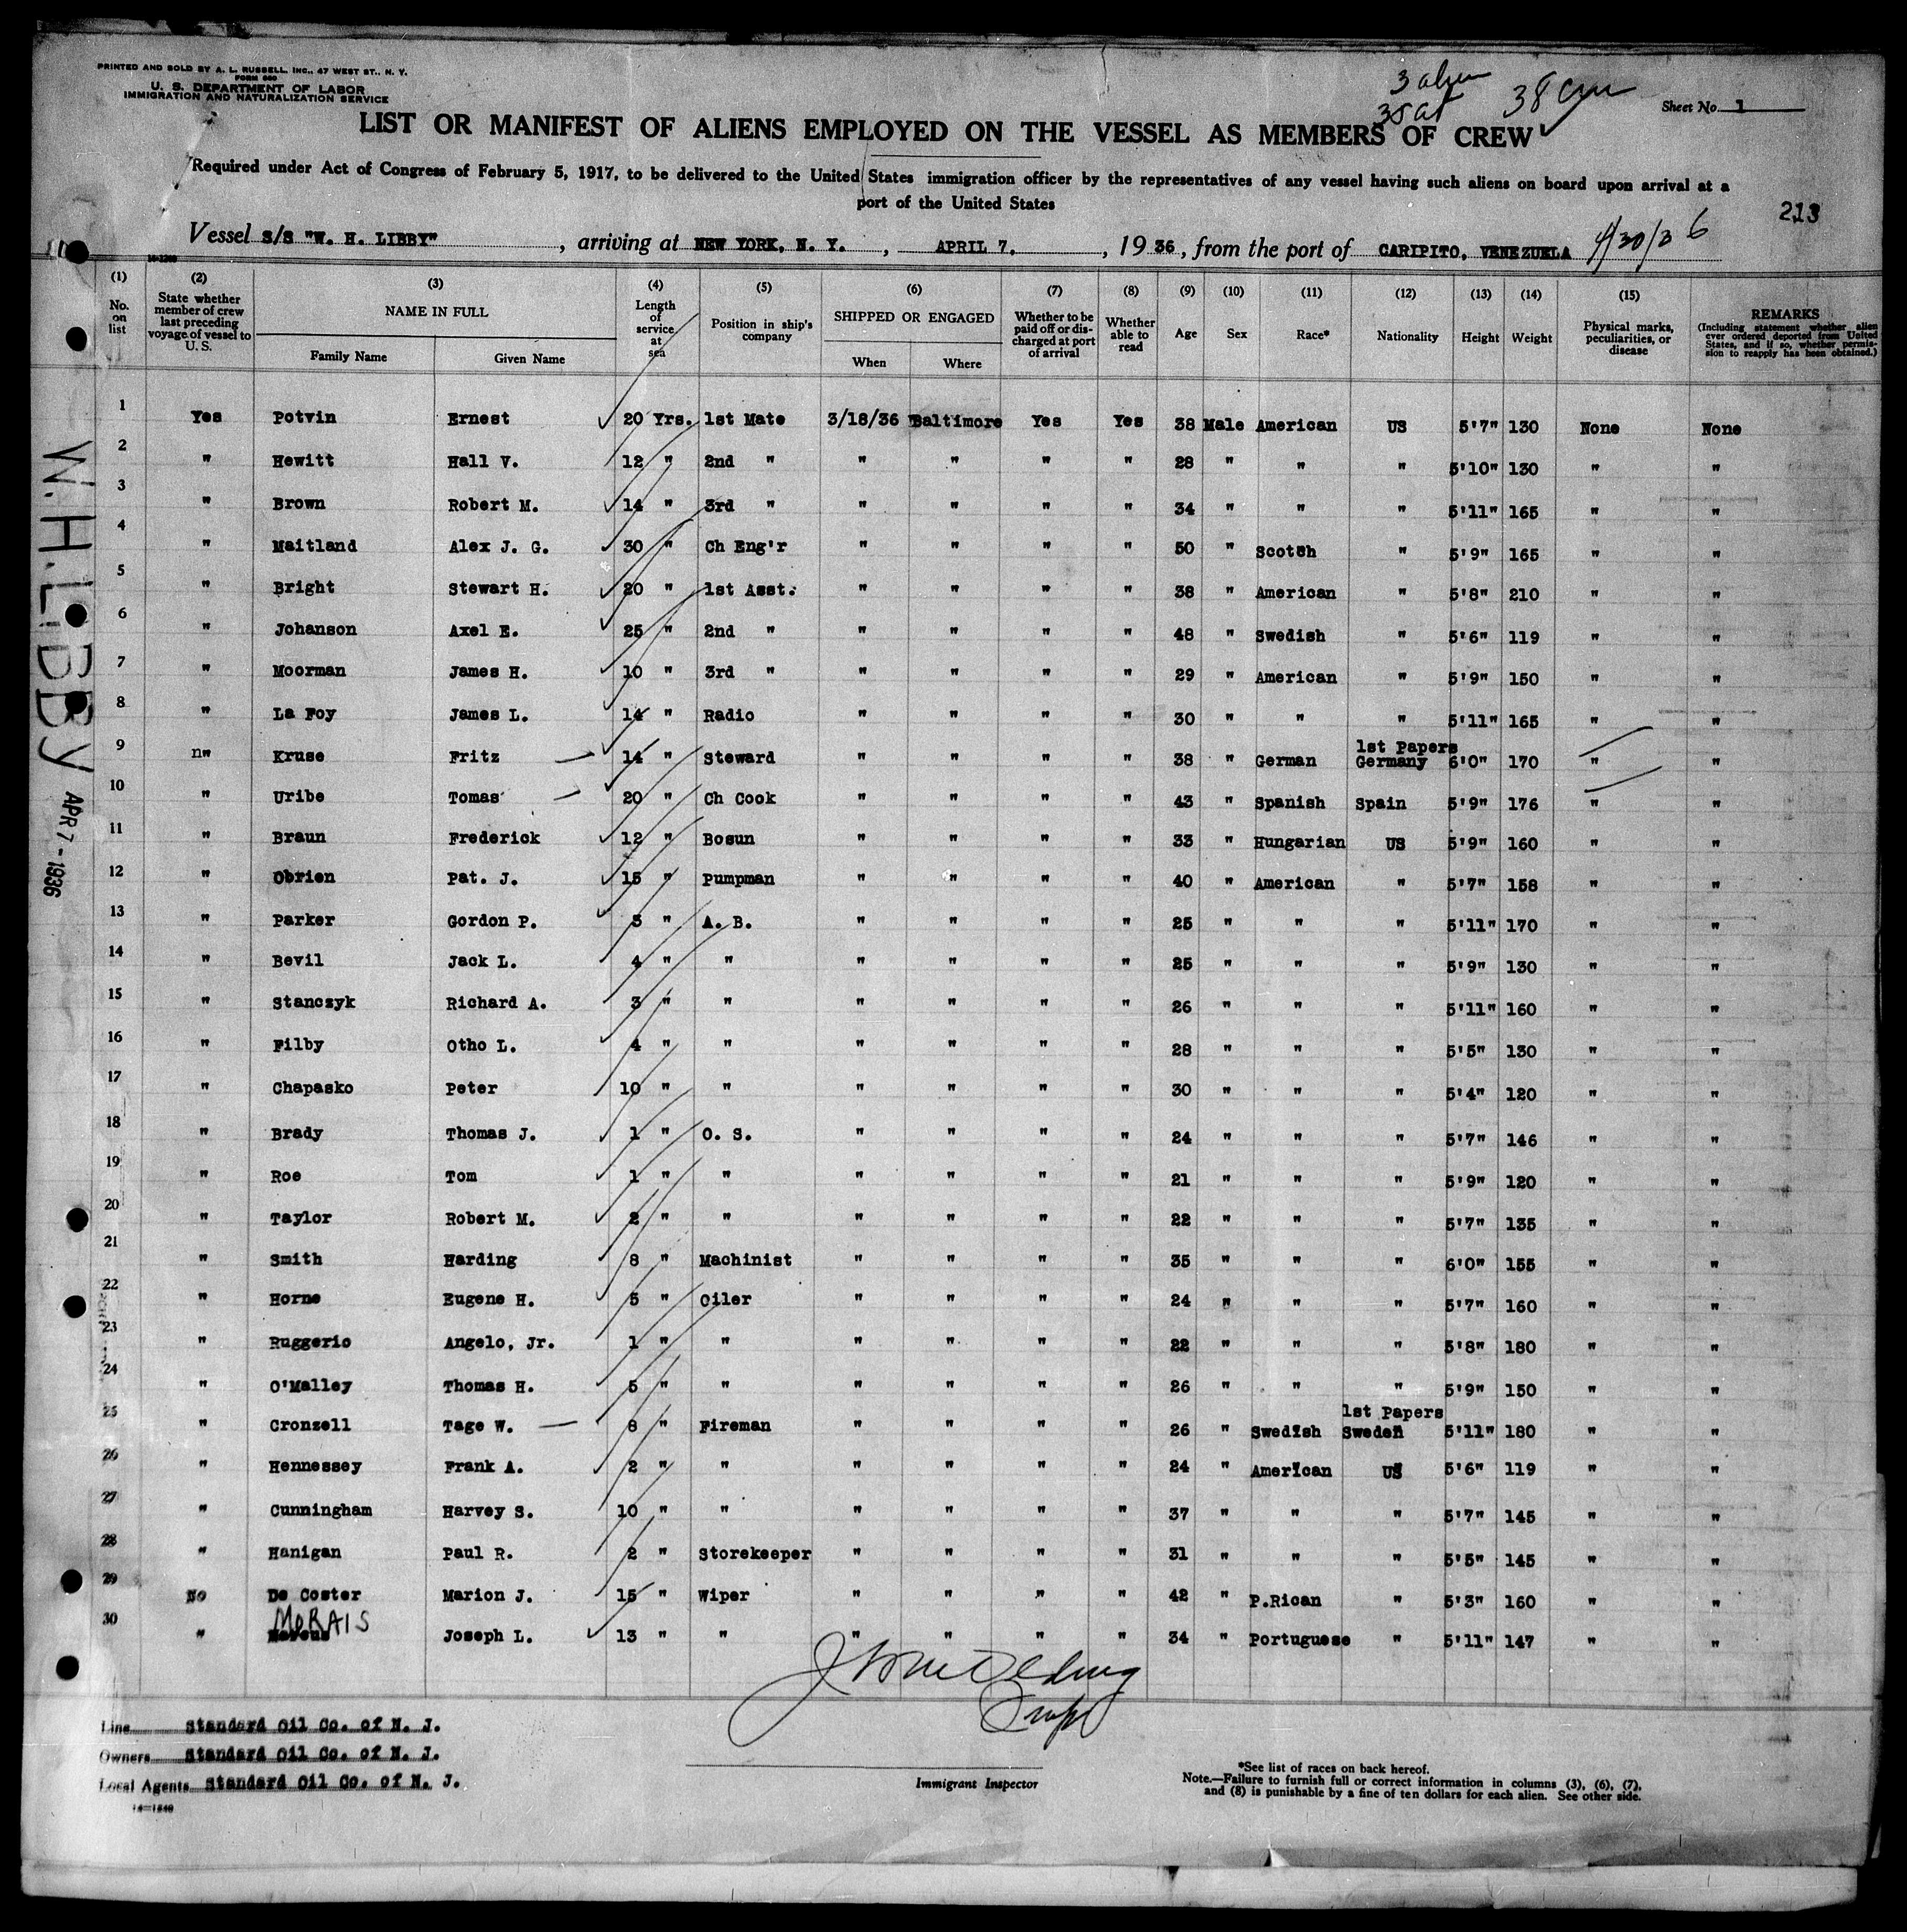 PRINTED AND SOLD BY A. L. RUSSELL, INC., 47 WEST ST., N. Y.
FORM 680
U. S. DEPARTMENT OF LABOR
IMMIGRATION AND NATURALIZATION SERVICE
3 alien
35 at
38 crew
Sheet No. 1
LIST OR MANIFEST OF ALIENS EMPLOYED ON THE VESSEL AS MEMBERS OF CREW
Required under Act of Congress of February 5, 1917, to be delivered to the United States immigration officer by the representatives of any vessel having such aliens on board upon arrival at a
port of the United States
213
Vessel S/S "W. H. LIBBY", arriving at NEW YORK, N. Y., APRIL 7, 1936, from the port of CARIPITO, VENEZUELA 4/30/36
(1) No. on list (2) State whether member of crew last preceding voyage of vessel to U. S. (3) NAME IN FULL Family Name Given Name (4) Length of service at sea (5) Position in ship's company (6) SHIPPED OR ENGAGED When Where (7) Whether to be paid off or discharged at port of arrival (8) Whether able to read (9) Age (10) Sex (11) Race* (12) Nationality (13) Height (14) Weight (15) Physical marks, peculiarities, or disease REMARKS (Including statement whether alien ever ordered deported from United States, and if so, whether permission to reapply has been obtained.)
1 Yes Potvin Ernest 20 Yrs. 1st Mate 3/18/36 Baltimore Yes Yes 38 Male American US 5'7" 130 None None
2 " Hewitt Hall V. 12 " 2nd " " " " " 28 " " " 5'10" 130 " "
3 " Brown Robert M. 14 " 3rd " " " " " 34 " " " 5'11" 165 " "
4 " Maitland Alex J. G. 30 " Ch Eng'r " " " " 50 " Scotch " 5'9" 165 " "
5 " Bright Stewart H. 20 " 1st Asst. " " " " 38 " American " 5'8" 210 " "
6 " Johanson Axel E. 25 " 2nd " " " " " 48 " Swedish " 5'6" 119 " "
7 " Moorman James H. 10 " 3rd " " " " " 29 " American " 5'9" 150 " "
8 " La Foy James L. 14 " Radio " " " " 30 " " " 5'11" 165 " "
9 " Kruse Fritz 14 " Steward " " " " 38 " German 1st Papers Germany 6'0" 170 " "
10 " Uribe Tomas 20 " Ch Cook " " " " 43 " Spanish Spain 5'9" 176 " "
11 " Braun Frederick 12 " Bosun " " " " 33 " Hungarian US 5'9" 160 " "
12 " Obrien Pat. J. 15 " Pumpman " " " " 40 " American " 5'7" 158 " "
13 " Parker Gordon P. 3 " A. B. " " " " 25 " " " 5'11" 170 " "
14 " Bevil Jack L. 4 " " " " " " 25 " " " 5'9" 130 " "
15 " Stanczyk Richard A. 3 " " " " " " 26 " " " 5'11" 160 " "
16 " Filby Otho L. 4 " " " " " " 28 " " " 5'5" 130 " "
17 " Chapasko Peter 10 " " " " " " 30 " " " 5'4" 120 " "
18 " Brady Thomas J. 1 " O. S. " " " " 24 " " " 5'7" 146 " "
19 " Roe Tom 1 " " " " " " 21 " " " 5'9" 120 " "
20 " Taylor Robert M. 2 " " " " " " 22 " " " 5'7" 135 " "
21 " Smith Harding 8 " Machinist " " " " 35 " " " 6'0" 155 " "
22 " Horne Eugene H. 5 " Oiler " " " " 24 " " " 5'7" 160 " "
23 " Ruggerio Angelo, Jr. 1 " " " " " " 22 " " " 5'8" 180 " "
24 " O'Malley Thomas H. 5 " " " " " " 26 " " " 5'9" 150 " "
25 " Cronzell Tage W. 8 " Fireman " " " " 26 " Swedish 1st Papers Sweden 5'11" 180 " "
26 " Hennessey Frank A. 2 " " " " " " 24 " American US 5'6" 119 " "
27 " Cunningham Harvey S. 10 " " " " " " 37 " " " 5'7" 145 " "
28 " Hanigan Paul R. 2 " Storekeeper " " " " 31 " " " 5'5" 145 " "
29 No De Coster Marion J. 15 " Wiper " " " " 42 " P.Rican " 5'3" 160 " "
30 " MORAIS Joseph L. 13 " " " " " " 34 " Portuguese " 5'11" 147 " "
W. H. LIBBY APR 7 - 1936
Line Standard Oil Co. of N. J.
Owners Standard Oil Co. of N. J.
Local Agents Standard Oil Co. of N. J.
Immigrant Inspector
*See list of races on back hereof.
Note.—Failure to furnish full or correct information in columns (3), (6), (7),
and (8) is punishable by a fine of ten dollars for each alien. See other side.